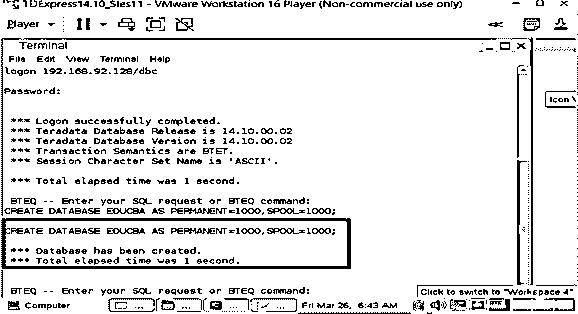 TDExpress14.10_Sles11 - VMware Workstation 16 Player (Non-commercial use only)
Player
Terminal
File Edit View Terminal Help
logon 192.168.92.128/dbc
Password:
*** Logon successfully completed.
*** Teradata Database Release is 14.10.00.02
*** Teradata Database Version is 14.10.00.02
*** Transaction Semantics are BTET.
*** Session Character Set Name is 'ASCII'.
*** Total elapsed time was 1 second.
BTEQ -- Enter your SQL request or BTEQ command:
CREATE DATABASE EDUCBA AS PERMANENT=1000,SPOOL=1000;
CREATE DATABASE EDUCBA AS PERMANENT=1000,SPOOL=1000;
*** Database has been created.
*** Total elapsed time was 1 second.
BTEQ -- Enter your SQL request or BTEQ command:
Icon V
Click to switch to "Workspace 4"
Computer
Fri Mar 26, 6:43 AM